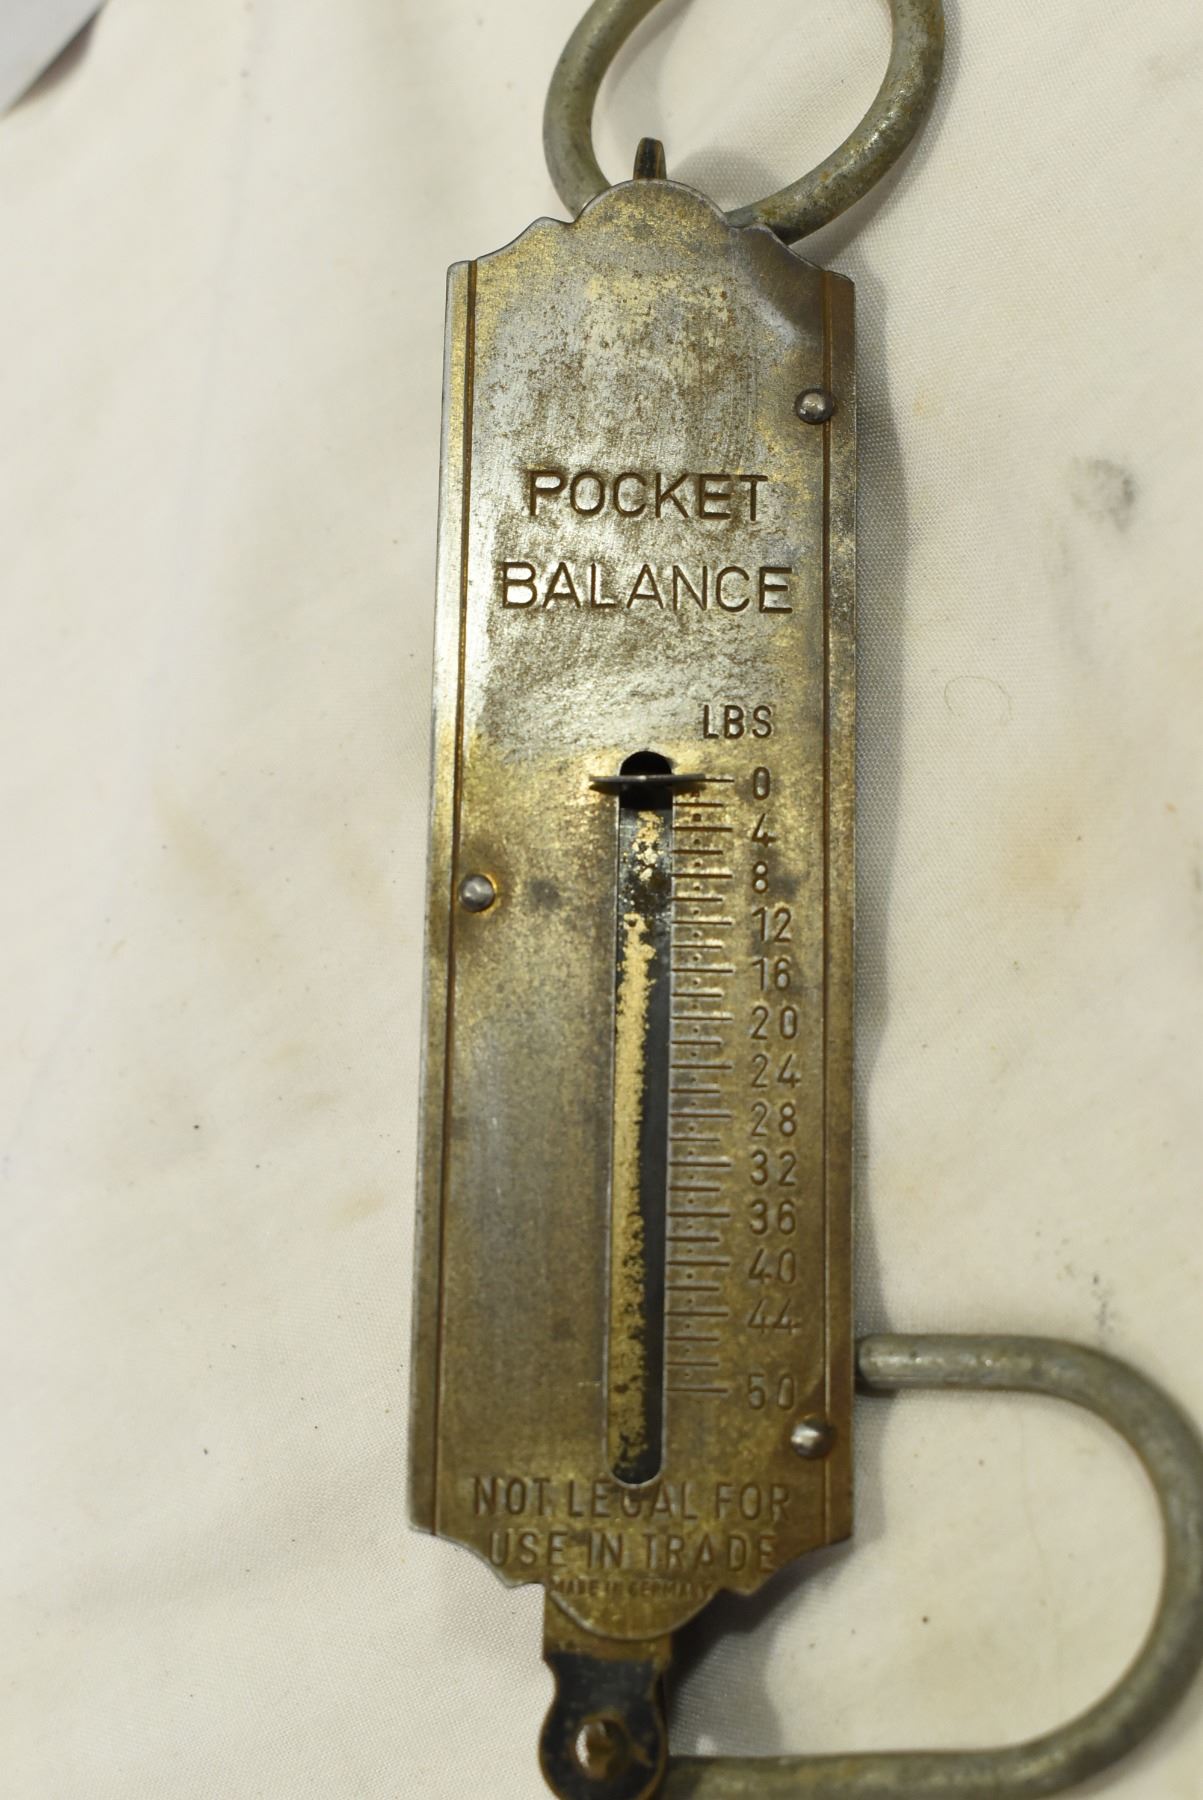 POCKET
BALANCE
LBS
0
4
8
12
16
20
24
28
32
36
40
44
50
NOT LEGAL FOR
USE IN TRADE
MADE IN GERMANY